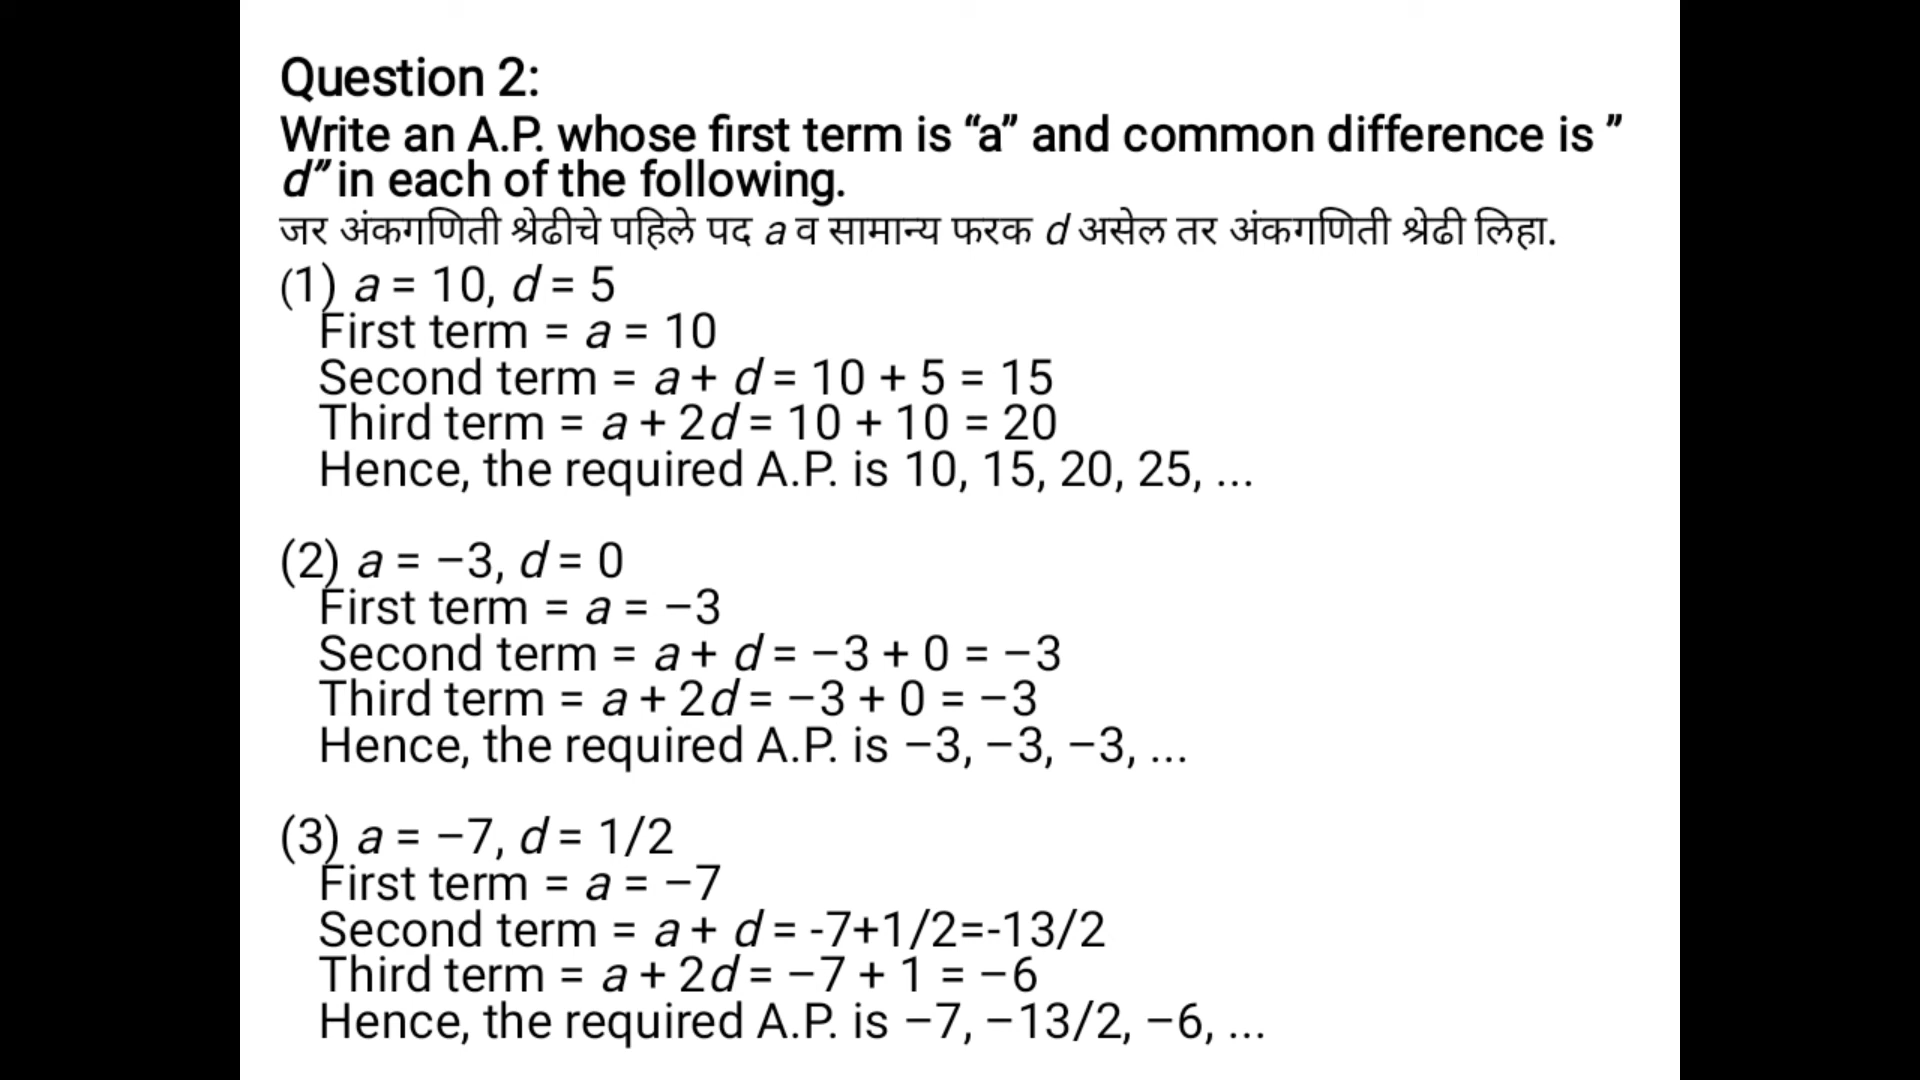 Question 2:
Write an A.P. whose first term is “a” and common difference is ”
d” in each of the following.
जर अंकगणिती श्रेढीचे पहिले पद a व सामान्य फरक d असेल तर अंकगणिती श्रेढी लिहा.
(1) a = 10, d = 5
First term = a = 10
Second term = a + d = 10 + 5 = 15
Third term = a + 2d = 10 + 10 = 20
Hence, the required A.P. is 10, 15, 20, 25, ...
(2) a = −3, d = 0
First term = a = −3
Second term = a + d = −3 + 0 = −3
Third term = a + 2d = −3 + 0 = −3
Hence, the required A.P. is −3, −3, −3, ...
(3) a = −7, d = 1/2
First term = a = −7
Second term = a + d = -7+1/2=-13/2
Third term = a + 2d = −7 + 1 = −6
Hence, the required A.P. is −7, −13/2, −6, ...